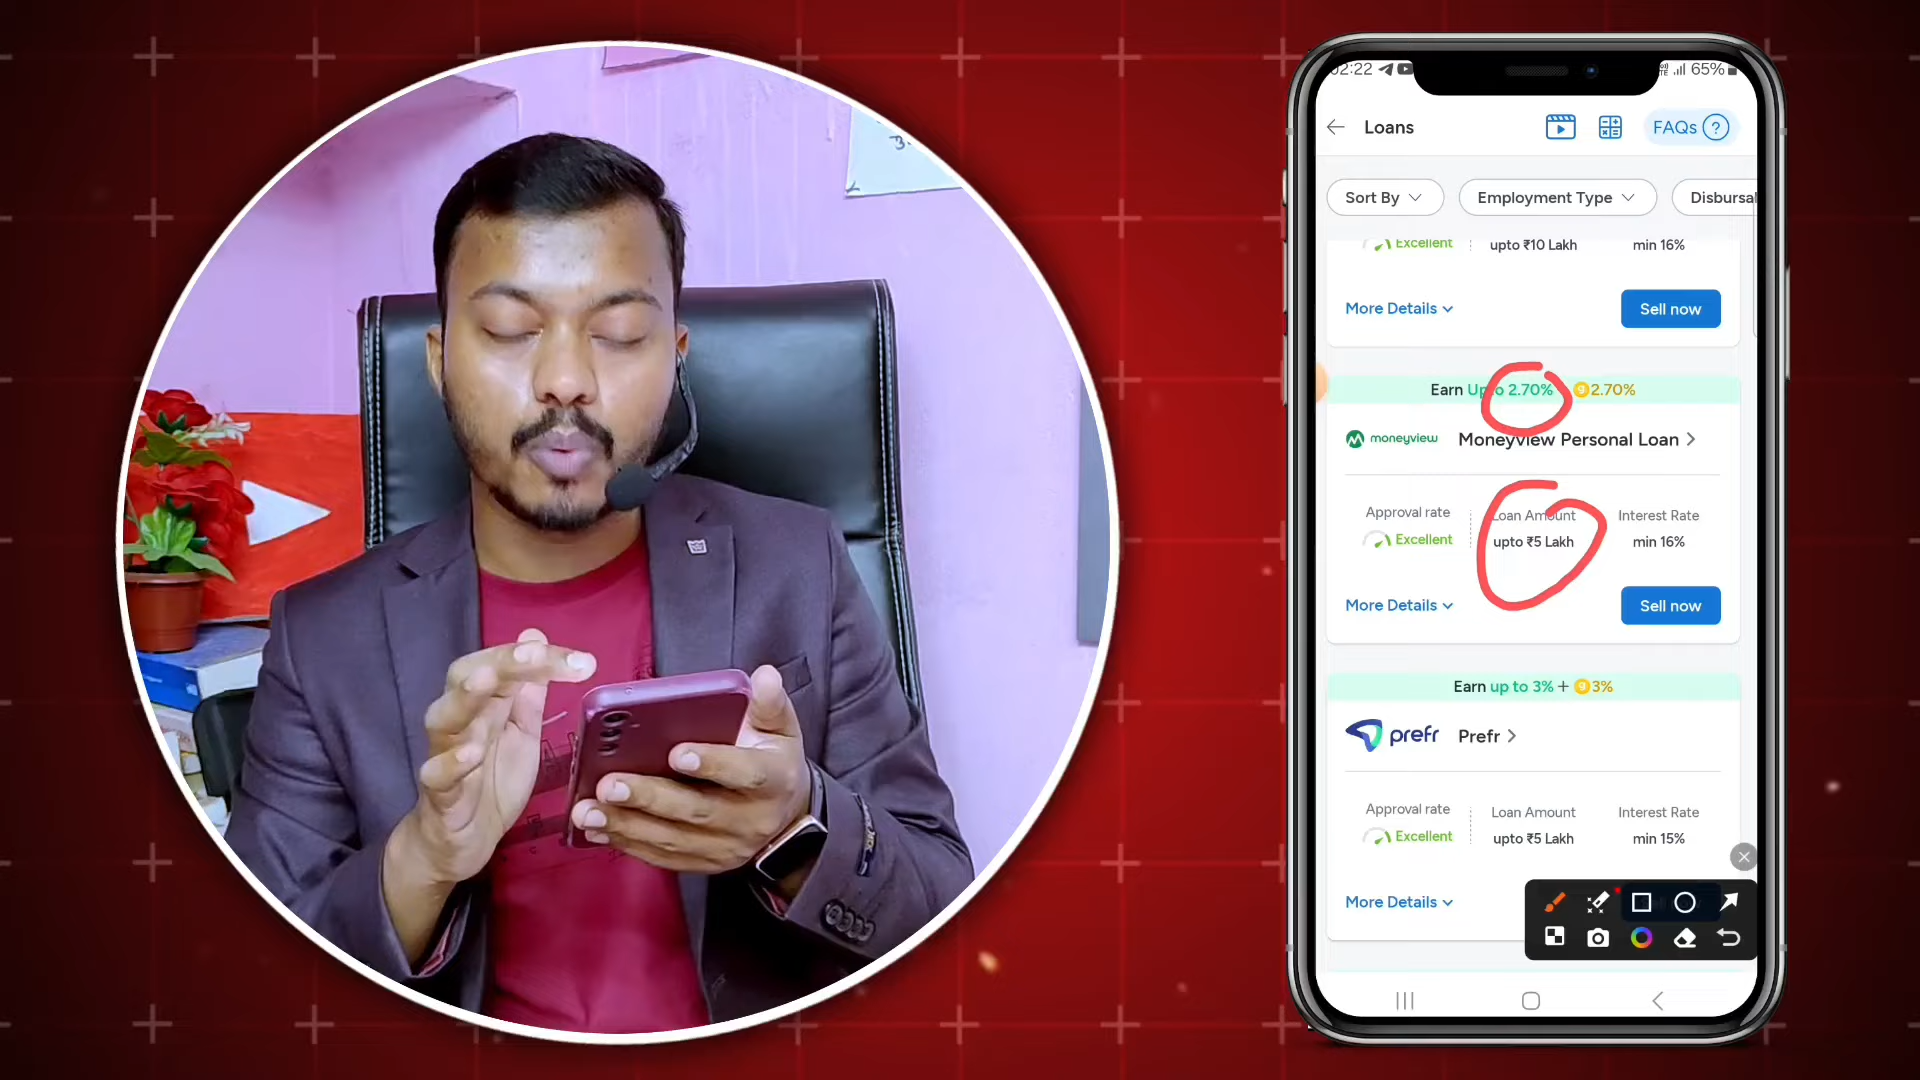 02:22 65%
Loans FAQs ?
Sort By Employment Type Disbursal
Excellent upto ₹10 Lakh min 16%
More Details Sell now
Earn Upto 2.70% 2.70%
moneyview Moneyview Personal Loan
Approval rate Loan Amount Interest Rate
Excellent upto ₹5 Lakh min 16%
More Details Sell now
Earn up to 3% + 3%
prefr Prefr
Approval rate Loan Amount Interest Rate
Excellent upto ₹5 Lakh min 15%
More Details